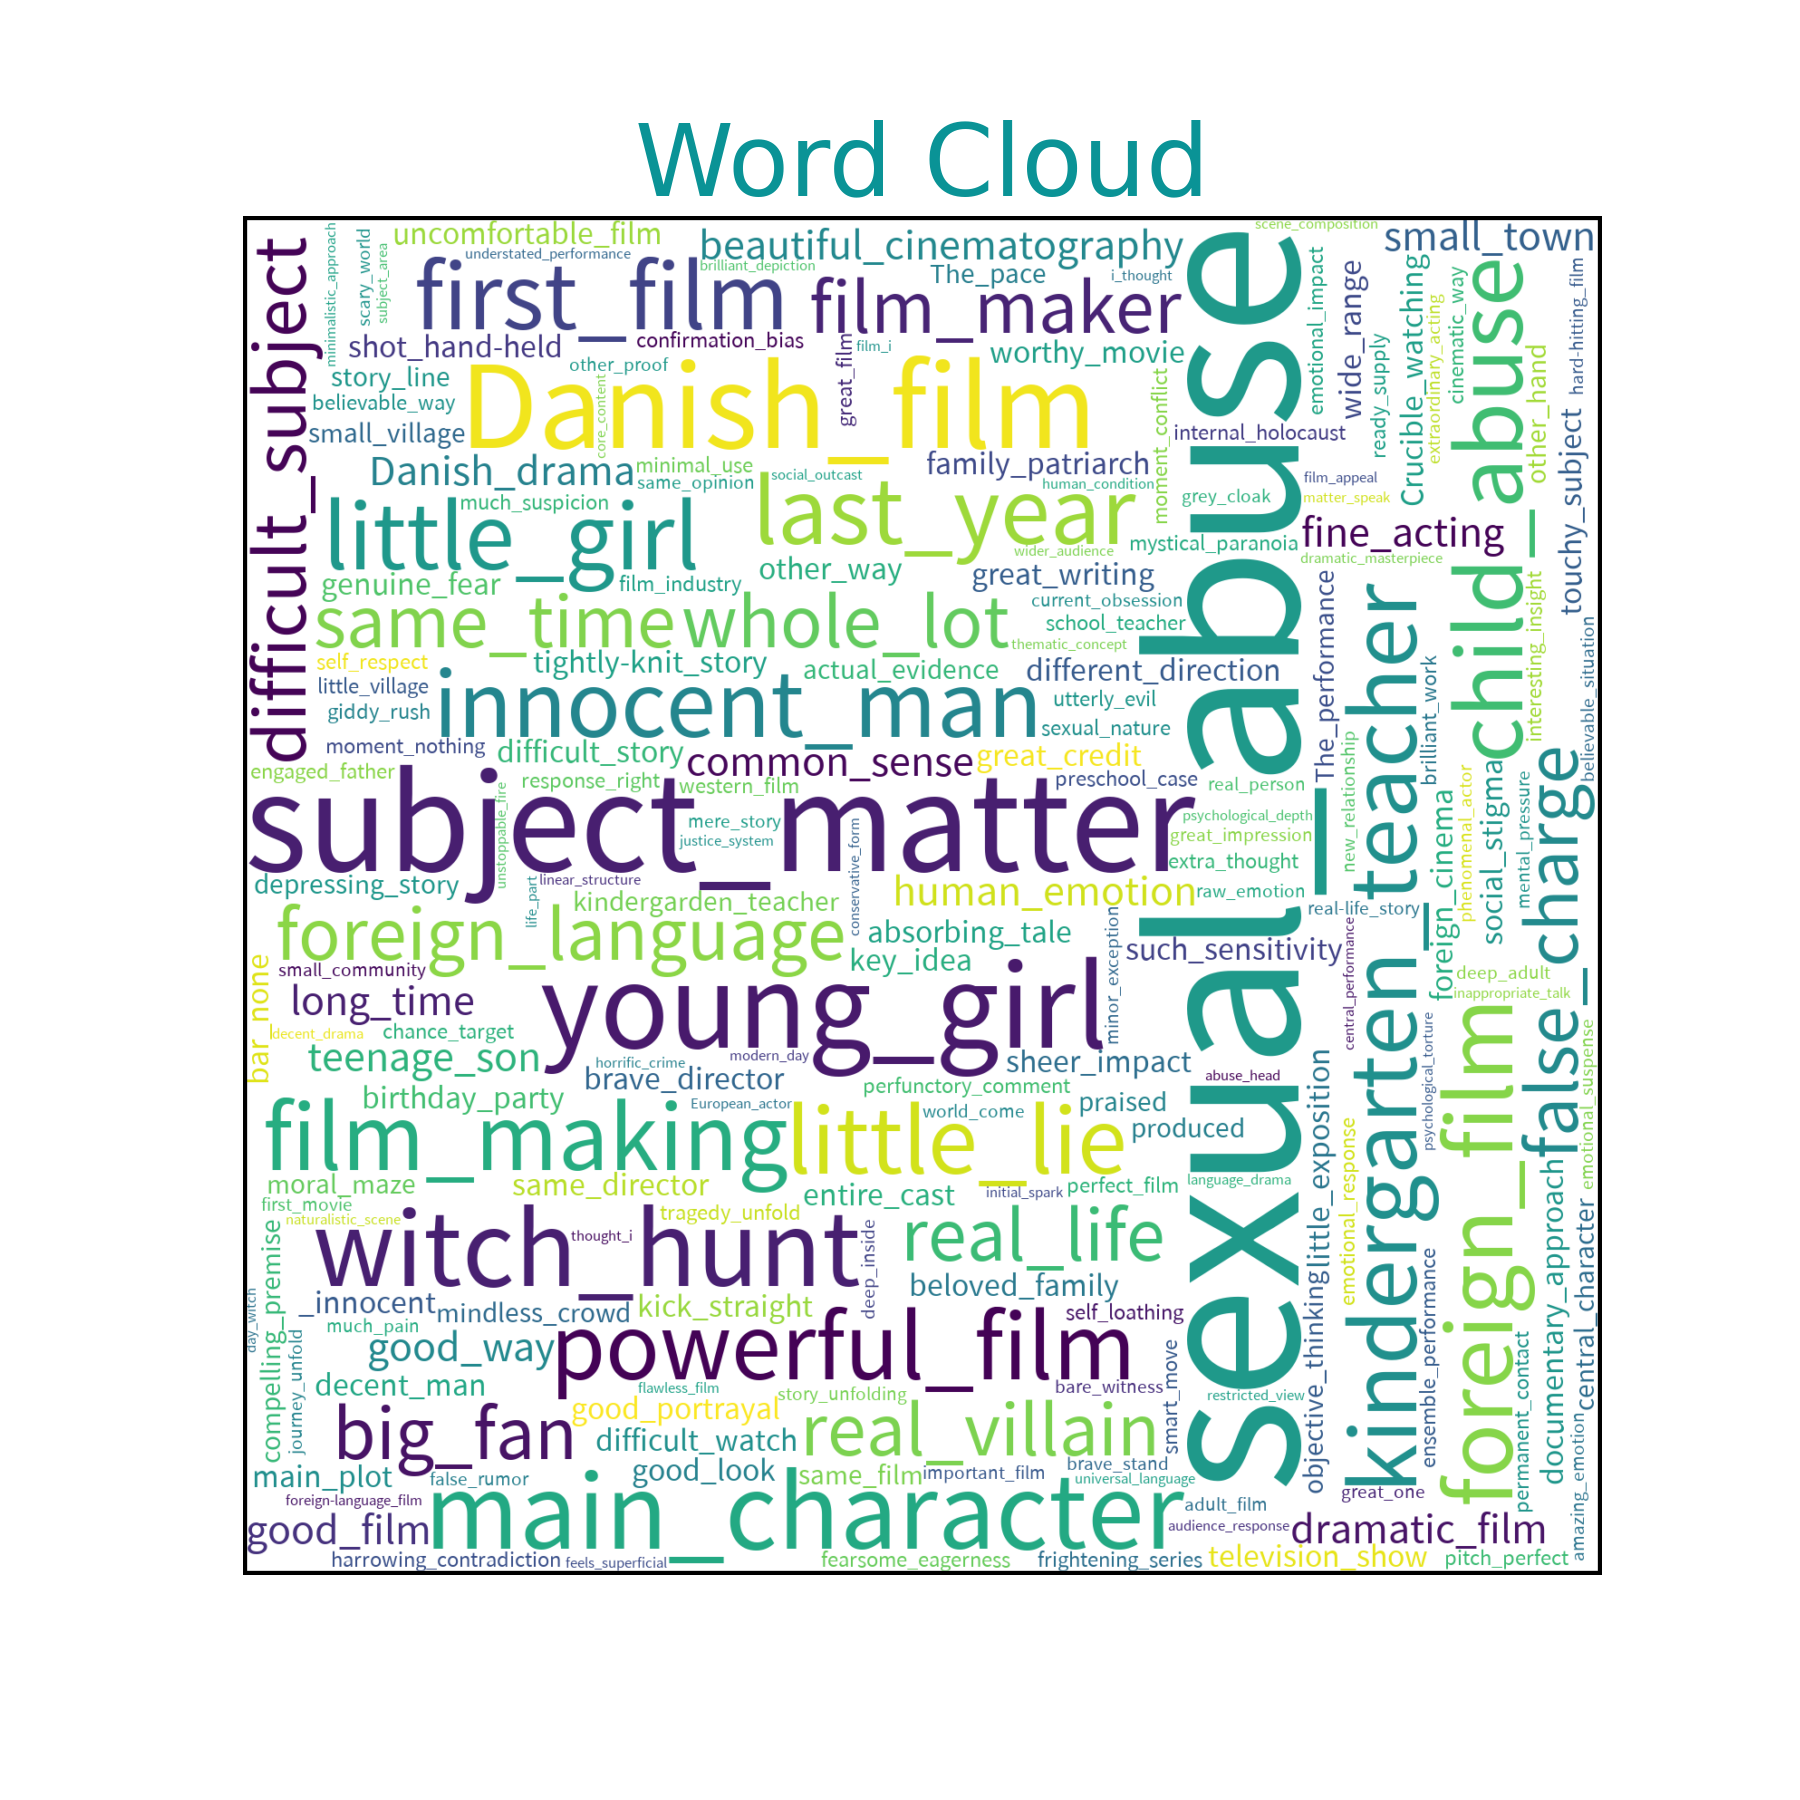 Word Cloud
scene_composition
uncomfortable_film
beautiful_cinematography
small_town
understated_performance
brilliant_depiction
The_pace
i_thought
first_film
film_maker
minimalistic_approach
scary_world
subject_area
difficult_subject
shot_hand-held
confirmation_bias
great_film
film_i
worthy_movie
emotional_impact
wide_range
ready_supply
Crucible_watching
extraordinary_acting
cinematic_way
other_hand
hard-hitting_film
touchy_subject
story_line
other_proof
believable_way
core_content
Danish_film
small_village
moment_conflict
internal_holocaust
Danish_drama
minimal_use
same_opinion
social_outcast
family_patriarch
human_condition
film_appeal
matter_speak
grey_cloak
much_suspicion
little_girl
last_year
fine_acting
mystical_paranoia
wider_audience
dramatic_masterpiece
genuine_fear
film_industry
other_way
great_writing
current_obsession
school_teacher
same_time
whole_lot
thematic_concept
self_respect
tightly-knit_story
actual_evidence
different_direction
little_village
giddy_rush
innocent_man
utterly_evil
sexual_nature
moment_nothing
difficult_story
common_sense
great_credit
engaged_father
response_right
western_film
preschool_case
real_person
unstoppable_fire
subject_matter
mere_story
justice_system
conservative_form
psychological_depth
great_impression
extra_thought
sexual_abuse
The_performance
new_relationship
kindergarten_teacher
brilliant_work
child_abuse
interesting_insight
believable_situation
foreign_cinema
phenomenal_actor
social_stigma
mental_pressure
false_charge
depressing_story
linear_structure
life_part
kindergarden_teacher
human_emotion
raw_emotion
real-life_story
foreign_language
absorbing_tale
key_idea
minor_exception
such_sensitivity
central_performance
deep_adult
inappropriate_talk
bar_none
small_community
long_time
young_girl
decent_drama
chance_target
teenage_son
horrific_crime
modern_day
sheer_impact
brave_director
abuse_head
perfunctory_comment
birthday_party
European_actor
world_come
praised
produced
film_making
little_lie
psychological_torture
foreign_film
emotional_suspense
moral_maze
same_director
entire_cast
initial_spark
perfect_film
language_drama
little_exposition
emotional_response
first_movie
naturalistic_scene
tragedy_unfold
compelling_premise
witch_hunt
thought_i
deep_inside
real_life
beloved_family
objective_thinking
ensemble_performance
permanent_contact
documentary_approach
central_character
day_witch
_innocent
mindless_crowd
kick_straight
self_loathing
much_pain
journey_unfold
good_way
powerful_film
smart_move
decent_man
flawless_film
story_unfolding
bare_witness
restricted_view
big_fan
good_portrayal
real_villain
difficult_watch
amazing_emotion
main_plot
false_rumor
good_look
same_film
important_film
brave_stand
universal_language
great_one
foreign-language_film
main_character
adult_film
good_film
audience_response
dramatic_film
harrowing_contradiction
feels_superficial
fearsome_eagerness
frightening_series
television_show
pitch_perfect